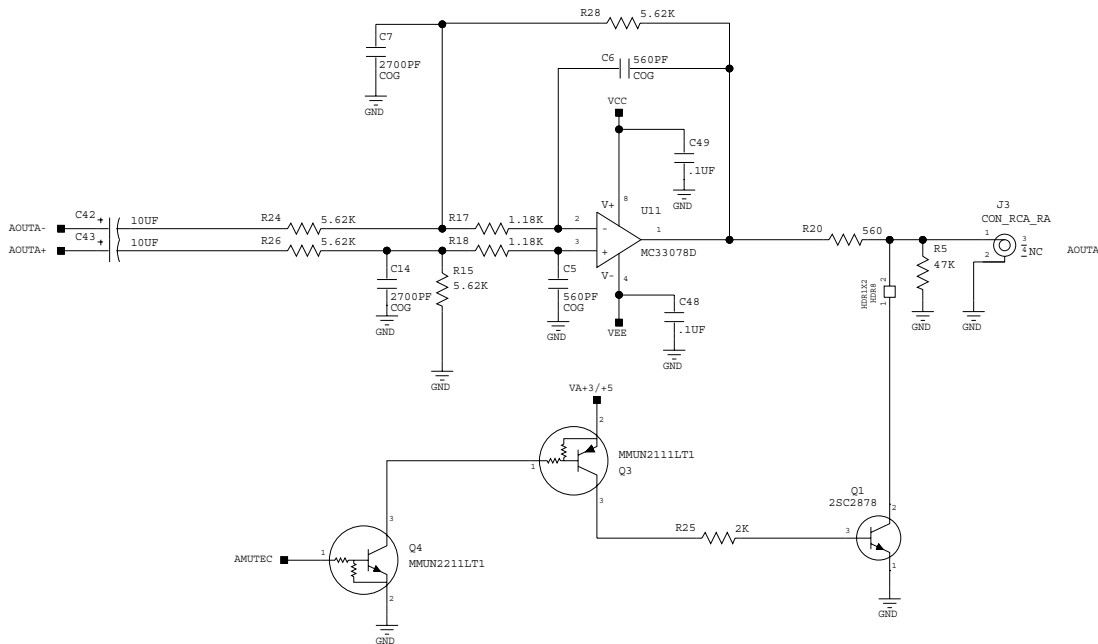 R28 5.62K
C7
2700PF
COG
GND
C6 560PF
COG
VCC
C49
.1UF
GND
8
V+
U11
AOUTA- C42 + 10UF R24 5.62K R17 1.18K 2 -
AOUTA+ C43 + 10UF R26 5.62K R18 1.18K 3 +
1
MC33078D
V-
4
R20 560
J3
CON_RCA_RA
1
2
3
4
NC
AOUTA
R5
47K
GND
GND
C14
2700PF
COG
GND
R15
5.62K
GND
C5
560PF
COG
GND
C48
.1UF
GND
VEE
HDR1X2
HDR8
2
1
VA+3/+5
2
MMUN2111LT1
Q3
1
3
Q1
2SC2878
2
R25 2K
3
1
GND
3
Q4
MMUN2211LT1
AMUTEC 1
2
GND